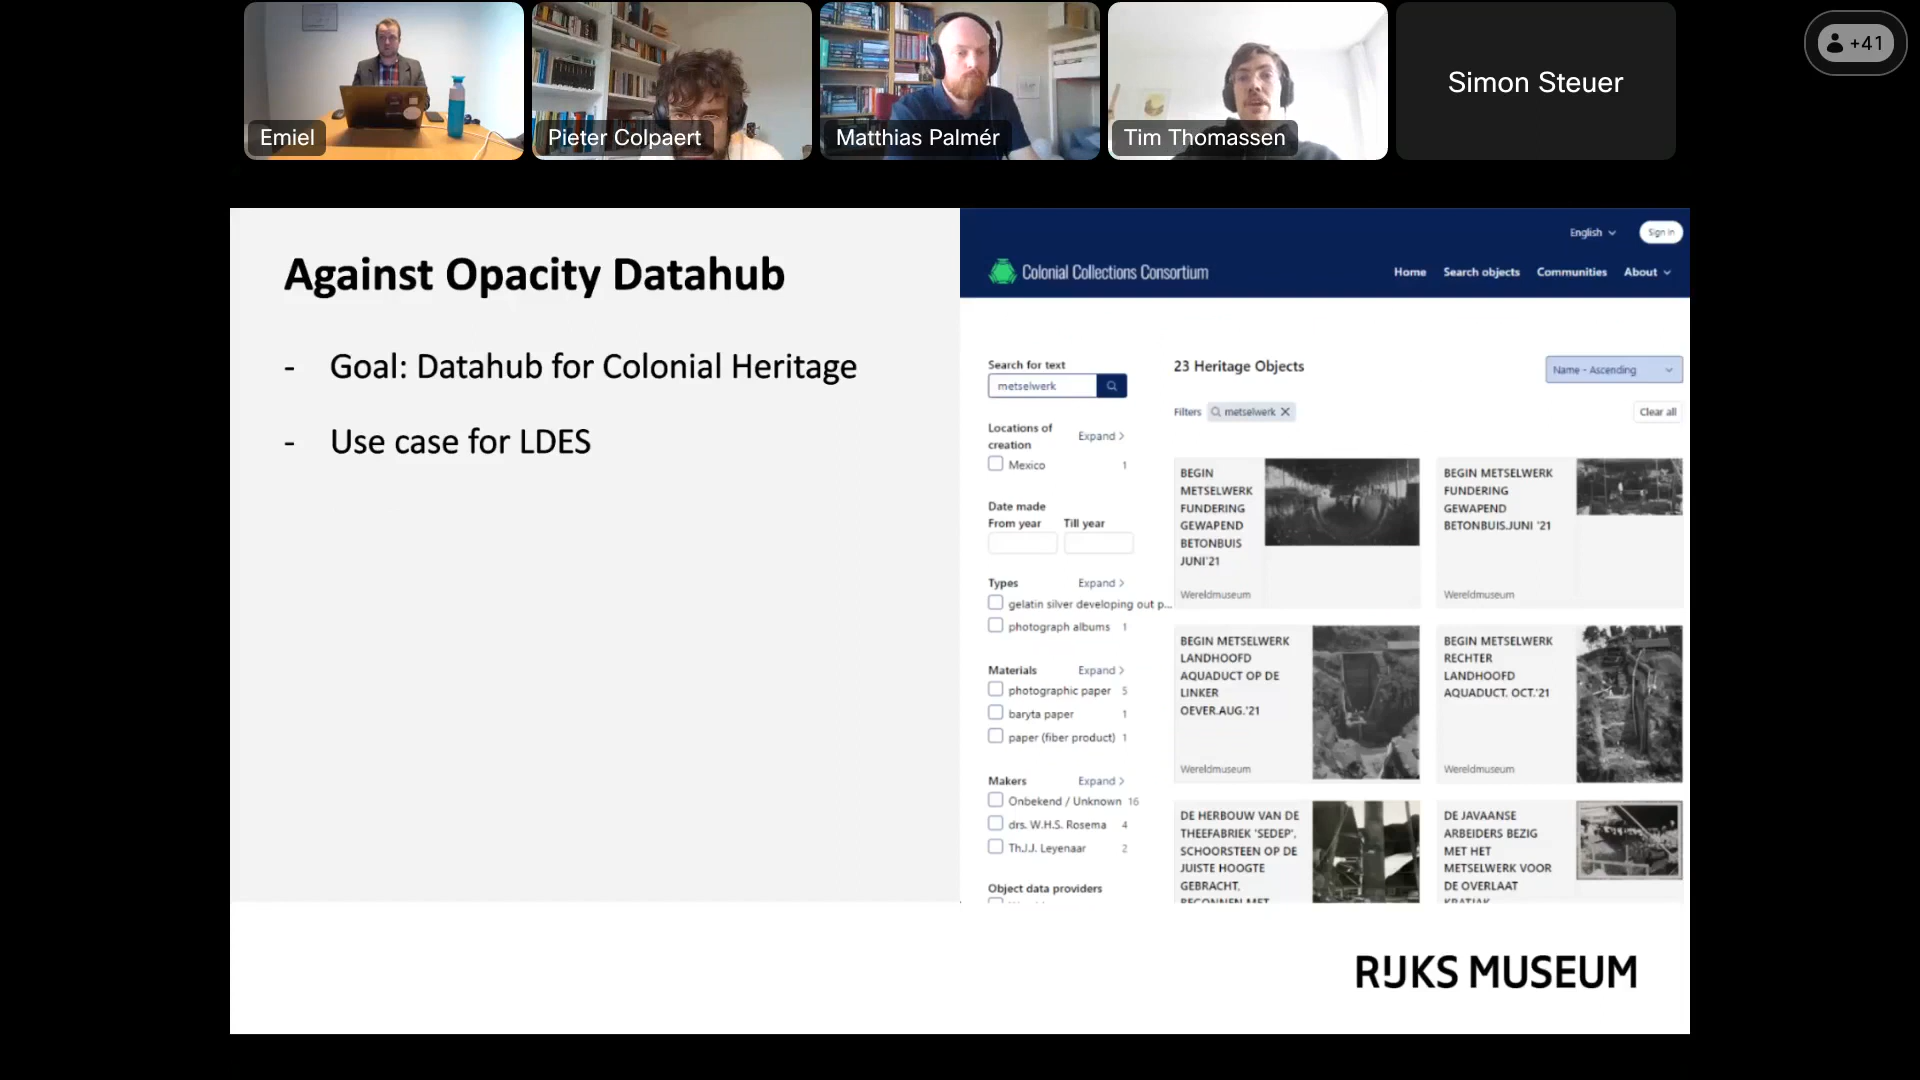 +41
Emiel
Pieter Colpaert
Matthias Palmér
Tim Thomassen
Simon Steuer
Against Opacity Datahub
- Goal: Datahub for Colonial Heritage
- Use case for LDES
English
Sign in
Colonial Collections Consortium
Home
Search objects
Communities
About
Search for text
metselwerk
Locations of
creation
Expand >
Mexico 1
Date made
From year
Till year
Types
Expand >
gelatin silver developing out p...
photograph albums 1
Materials
Expand >
photographic paper 5
baryta paper 1
paper (fiber product) 1
Makers
Expand >
Onbekend / Unknown 16
drs. W.H.S. Rosema 4
Th.J.J. Leyenaar 2
Object data providers
23 Heritage Objects
Name - Ascending
Filters
metselwerk
Clear all
BEGIN
METSELWERK
FUNDERING
GEWAPEND
BETONBUIS
JUNI'21
Wereldmuseum
BEGIN METSELWERK
FUNDERING
GEWAPEND
BETONBUIS.JUNI '21
Wereldmuseum
BEGIN METSELWERK
LANDHOOFD
AQUADUCT OP DE
LINKER
OEVER.AUG.'21
Wereldmuseum
BEGIN METSELWERK
RECHTER
LANDHOOFD
AQUADUCT. OCT.'21
Wereldmuseum
DE HERBOUW VAN DE
THEEFABRIEK 'SEDEP',
SCHOORSTEEN OP DE
JUISTE HOOGTE
GEBRACHT,
BEGONNEN MET
DE JAVAANSE
ARBEIDERS BEZIG
MET HET
METSELWERK VOOR
DE OVERLAAT
RIJKS MUSEUM